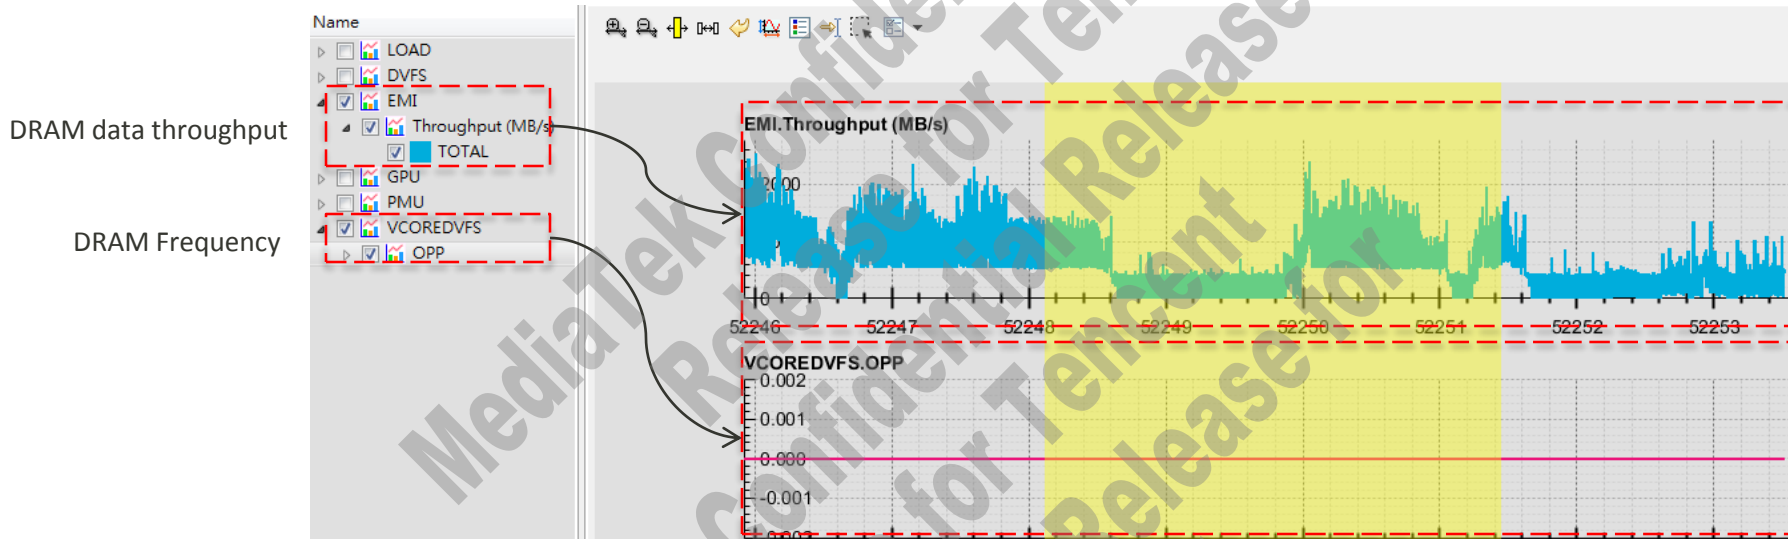 Name
LOAD
DVFS
EMI
Throughput (MB/s
TOTAL
GPU
PMU
VCOREDVFS
OPP
DRAM data throughput
DRAM Frequency
EMI.Throughput (MB/s)
2000
0
52246 52247 52248 52249 52250 52251 52252 52253
VCOREDVFS.OPP
0.002
0.001
0.000
-0.001
MediaTek Confidential
Release for Tencent
Confidential Release
for Tencent
Release for